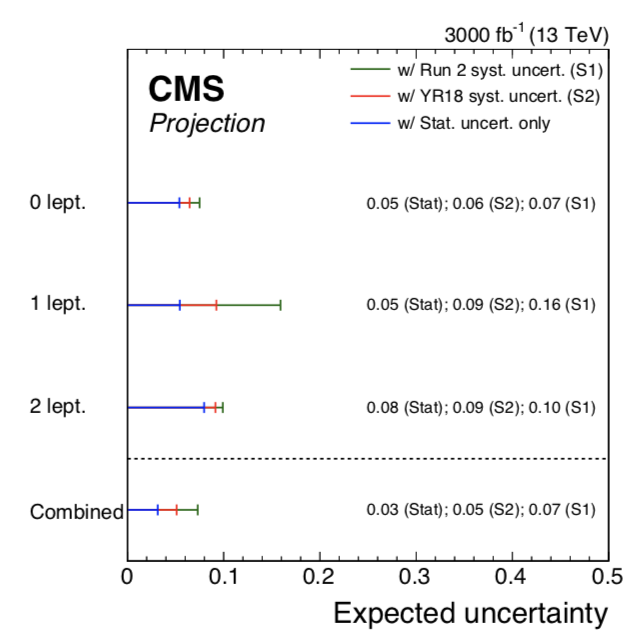 3000 fb-1 (13 TeV)
CMS
Projection
w/ Run 2 syst. uncert. (S1)
w/ YR18 syst. uncert. (S2)
w/ Stat. uncert. only
0 lept.
0.05 (Stat); 0.06 (S2); 0.07 (S1)
1 lept.
0.05 (Stat); 0.09 (S2); 0.16 (S1)
2 lept.
0.08 (Stat); 0.09 (S2); 0.10 (S1)
Combined
0.03 (Stat); 0.05 (S2); 0.07 (S1)
0 0.1 0.2 0.3 0.4 0.5
Expected uncertainty